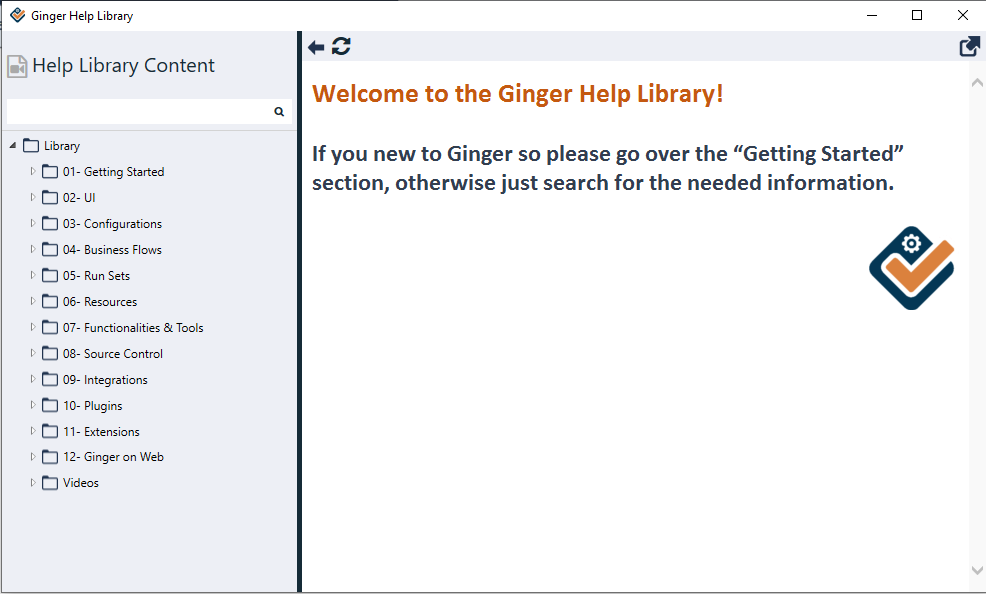 Ginger Help Library
Help Library Content
Library
01- Getting Started
02- UI
03- Configurations
04- Business Flows
05- Run Sets
06- Resources
07- Functionalities & Tools
08- Source Control
09- Integrations
10- Plugins
11- Extensions
12- Ginger on Web
Videos
Welcome to the Ginger Help Library!
If you new to Ginger so please go over the “Getting Started”
section, otherwise just search for the needed information.